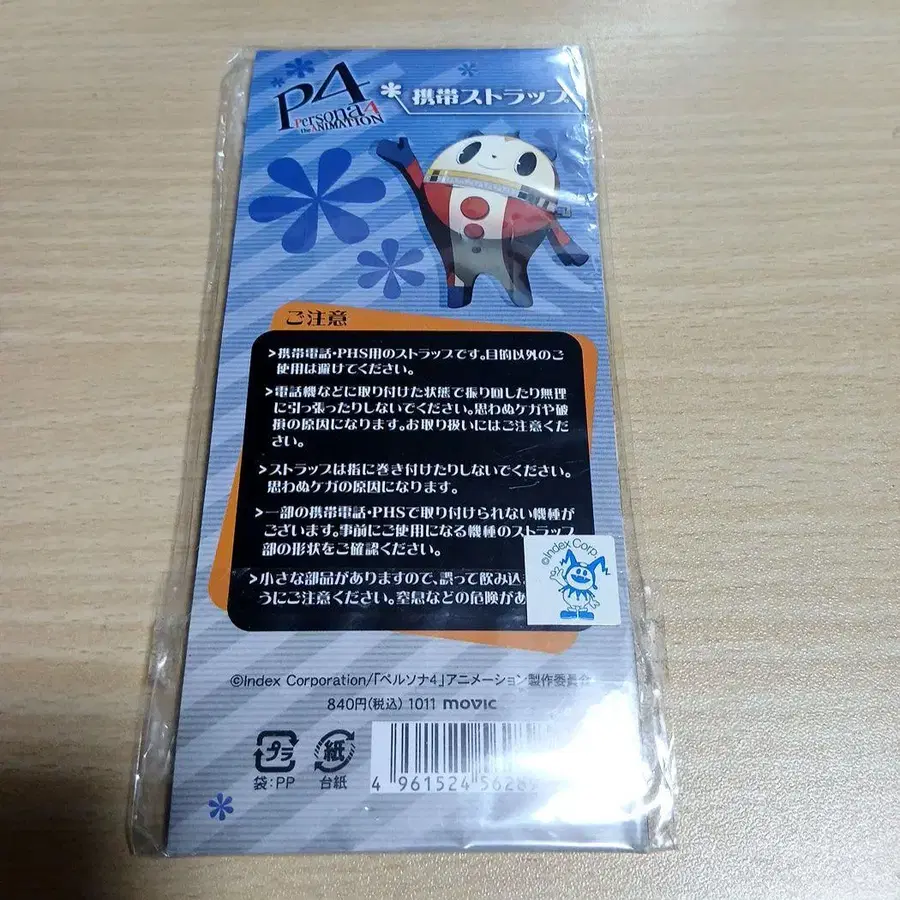 P4
Persona4
the ANIMATION
携帯ストラップ
ご注意
>携帯電話・PHS用のストラップです。目的以外のご
使用は避けてください。
>電話機などに取り付けた状態で振り回したり無理
に引っ張ったりしないでください。思わぬケガや破
損の原因になります。お取り扱いにはご注意くだ
さい。
>ストラップは指に巻き付けたりしないでください。
思わぬケガの原因になります。
>一部の携帯電話・PHSで取り付けられない機種が
ございます。事前にご使用になる機種のストラップ
部の形状をご確認ください。
>小さな部品がありますので、誤って飲み込
うにご注意ください。窒息などの危険があ
©Index Corp.
©Index Corporation/「ペルソナ4」アニメーション製作委員会
840円(税込) 1011 movic
プラ
袋:PP
紙
台紙
4 961524 5628